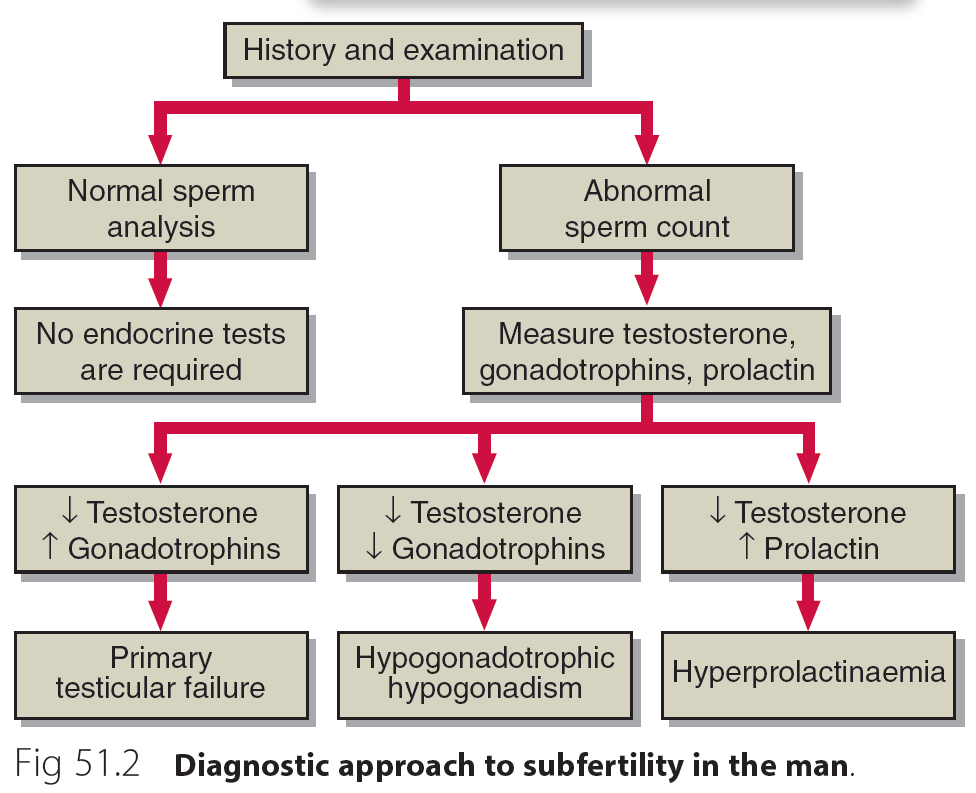 History and examination
Normal sperm
analysis
Abnormal
sperm count
No endocrine tests
are required
Measure testosterone,
gonadotrophins, prolactin
↓ Testosterone
↑ Gonadotrophins
↓ Testosterone
↓ Gonadotrophins
↓ Testosterone
↑ Prolactin
Primary
testicular failure
Hypogonadotrophic
hypogonadism
Hyperprolactinaemia
Fig 51.2 Diagnostic approach to subfertility in the man.